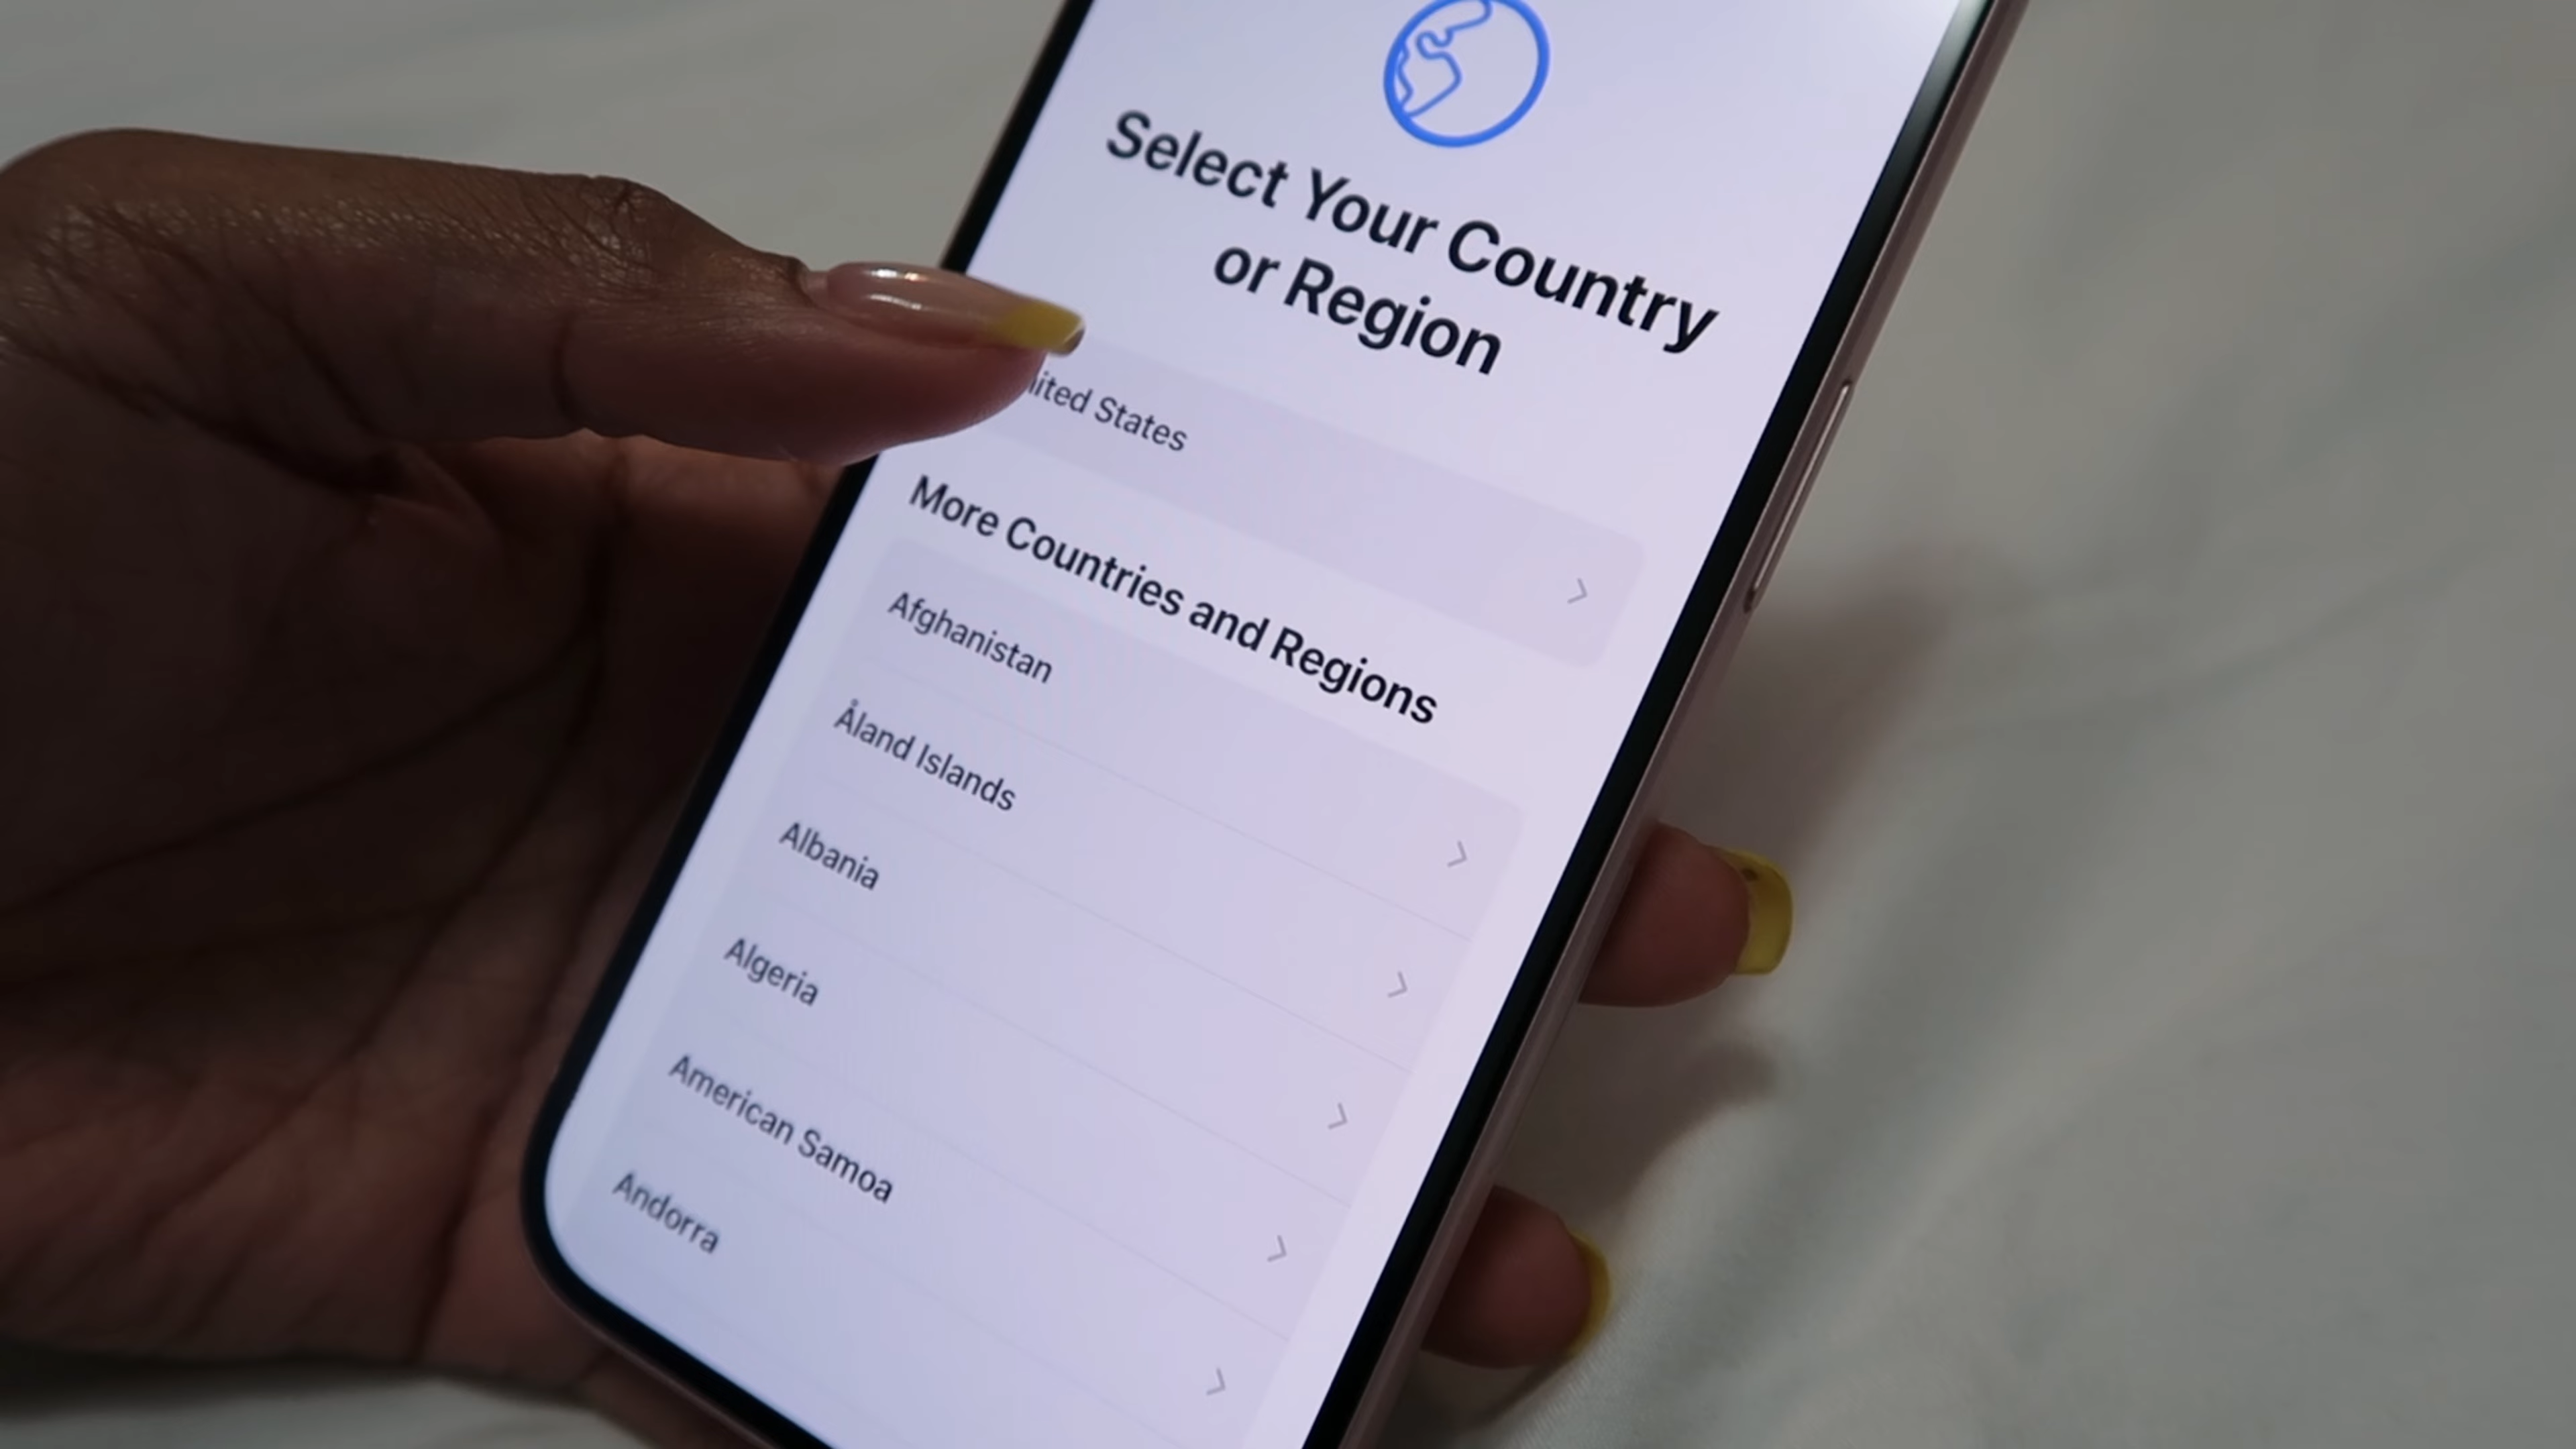 Select Your Country
or Region
States
More Countries and Regions
Afghanistan
Åland Islands
Albania
Algeria
American Samoa
Andorra